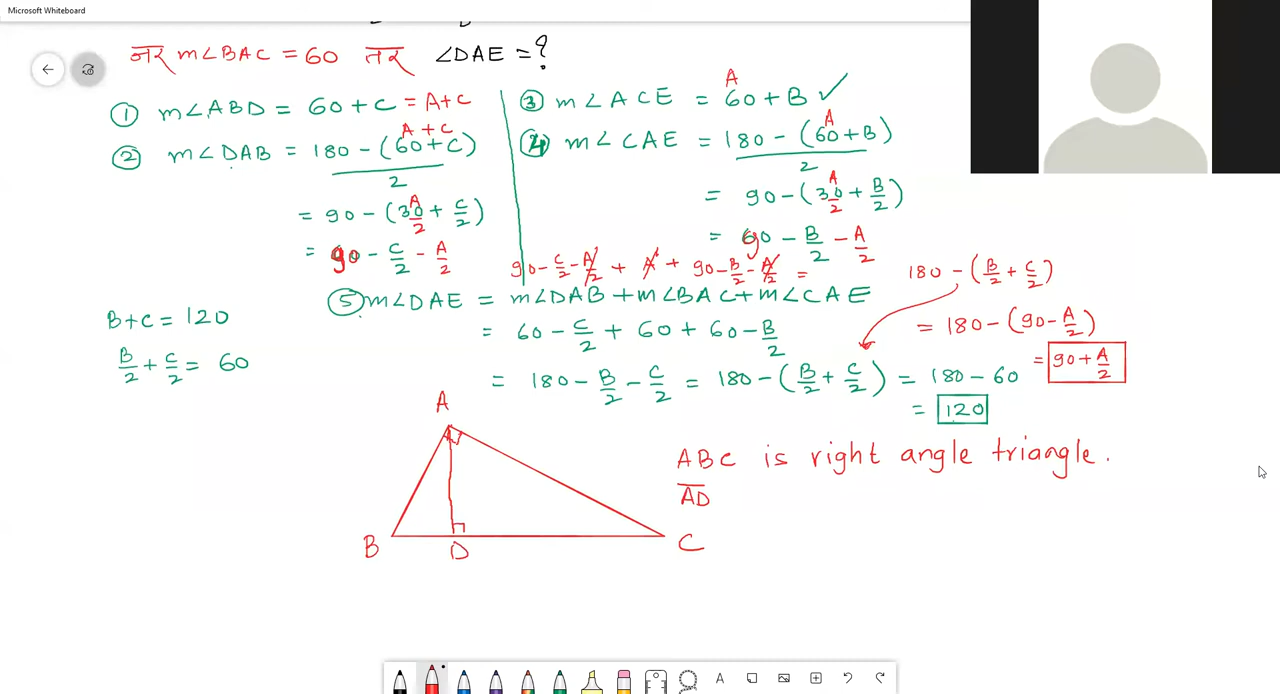 Microsoft Whiteboard
जर m∠BAC = 60 तर ∠DAE = ?
① m∠ABD = 60 + C = A + C
A + C
② m∠DAB = 180 - (60 + C) / 2
= 90 - (30 A/2 + C/2)
= 90 - C/2 - A/2
A
③ m∠ACE = 60 + B ✓
A
④ m∠CAE = 180 - (60 + B) / 2
= 90 - (30 A/2 + B/2)
= 90 - B/2 - A/2
90 - C/2 - A/2 + A + 90 - B/2 - A/2 =
180 - (B/2 + C/2)
= 180 - (90 - A/2)
= 90 + A/2
⑤ m∠DAE = m∠DAB + m∠BAC + m∠CAE
= 60 - C/2 + 60 + 60 - B/2
= 180 - B/2 - C/2 = 180 - (B/2 + C/2) = 180 - 60
= 120
B + C = 120
B/2 + C/2 = 60
A
B
D
C
ABC is right angle triangle.
A̅D̅
A